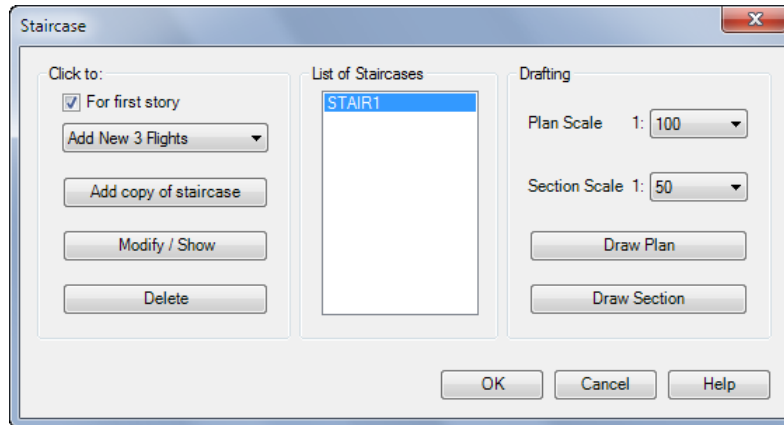 Staircase
Click to:
For first story
Add New 3 Flights
Add copy of staircase
Modify / Show
Delete
List of Staircases
STAIR1
Drafting
Plan Scale 1: 100
Section Scale 1: 50
Draw Plan
Draw Section
OK Cancel Help